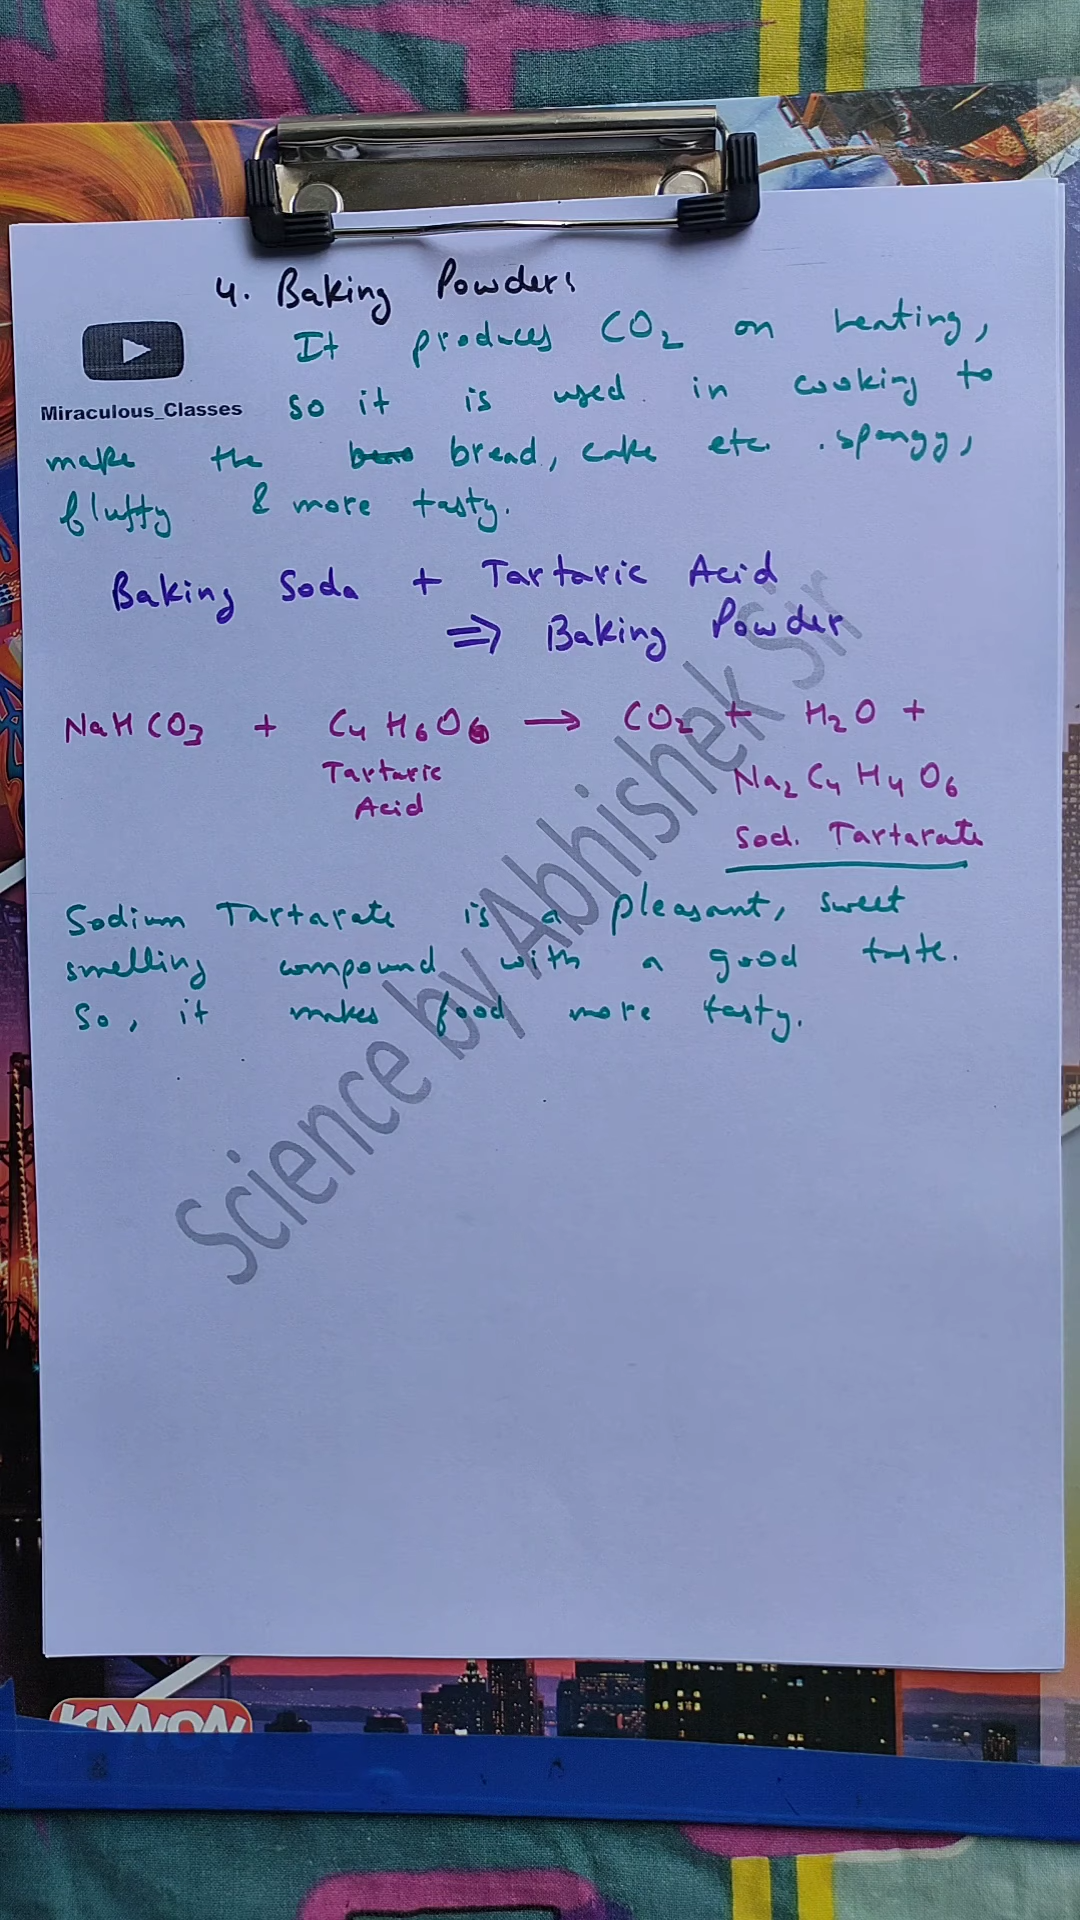 4. Baking Powder:
It produces CO2 on heating,
Miraculous_Classes
so it is used in cooking to
make the bread, cake etc. spongy,
fluffy & more tasty.
Baking Soda + Tartaric Acid
⇒ Baking Powder
NaHCO3 + C4H6O6 → CO2 + H2O +
Tartaric
Acid
Na2C4H4O6
Sod. Tartarate
Sodium Tartarate is a pleasant, sweet
smelling compound with a good taste.
So, it makes food more tasty.
Science by Abhishek Sir